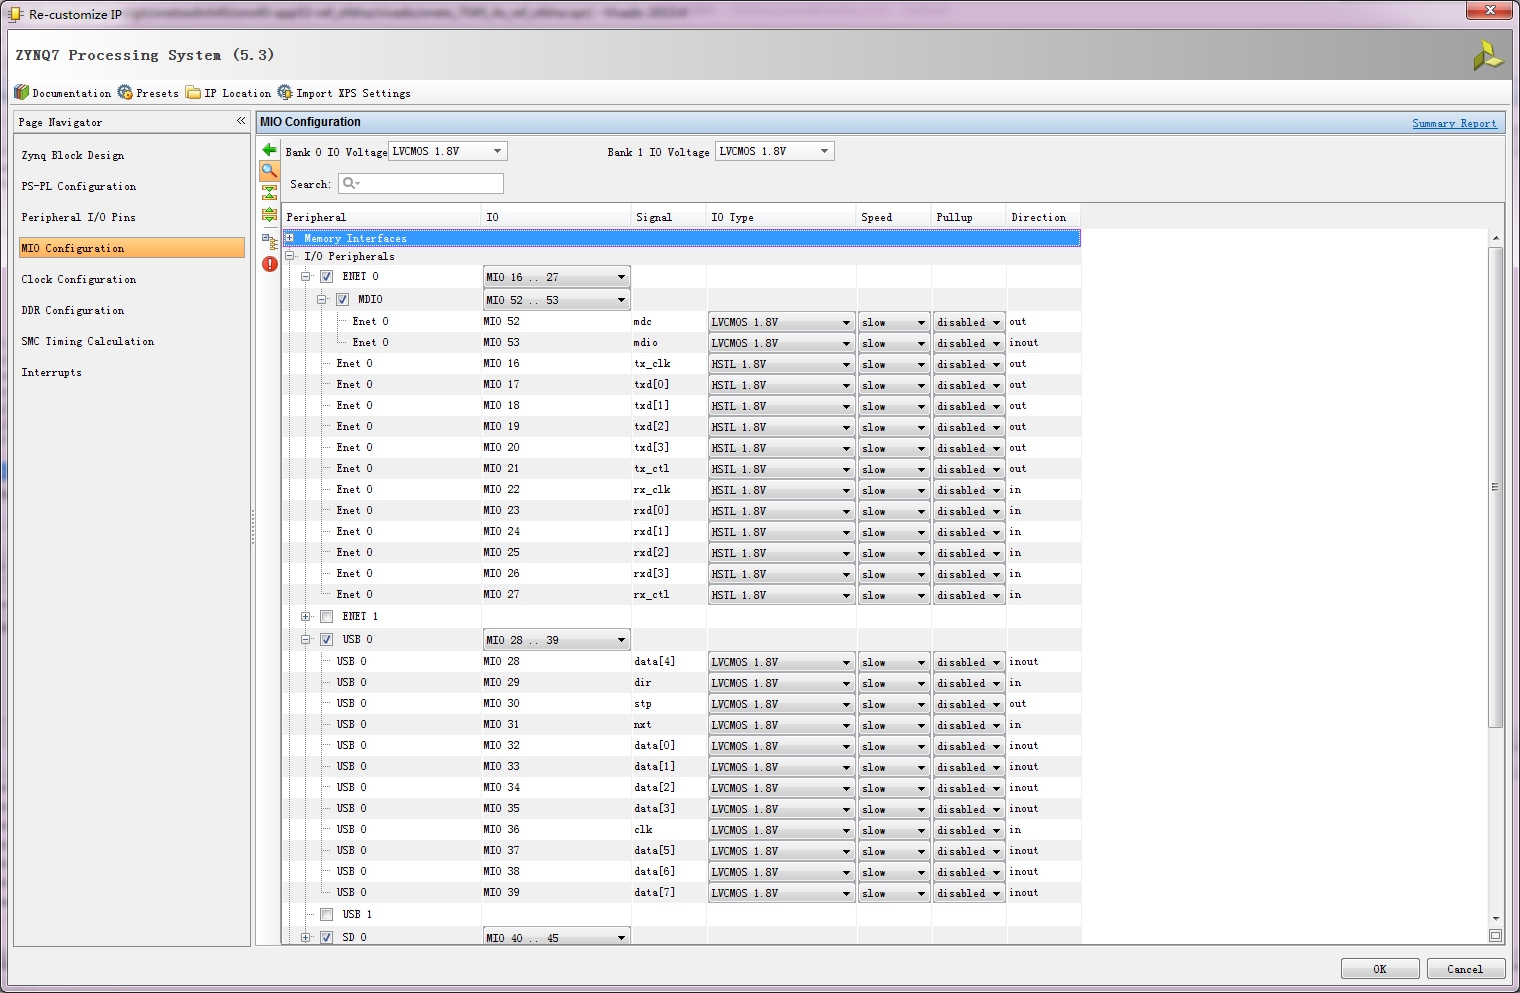 Re-customize IP
ZYNQ7 Processing System (5.3)
Documentation Presets IP Location Import XPS Settings
Page Navigator «
MIO Configuration
Summary Report
Zynq Block Design
PS-PL Configuration
Peripheral I/O Pins
MIO Configuration
Clock Configuration
DDR Configuration
SMC Timing Calculation
Interrupts
Bank 0 IO Voltage LVCMOS 1.8V Bank 1 IO Voltage LVCMOS 1.8V
Search:
Peripheral IO Signal IO Type Speed Pullup Direction
Memory Interfaces
I/O Peripherals
ENET 0 MIO 16 .. 27
MDIO MIO 52 .. 53
Enet 0 MIO 52 mdc LVCMOS 1.8V slow disabled out
Enet 0 MIO 53 mdio LVCMOS 1.8V slow disabled inout
Enet 0 MIO 16 tx_clk HSTL 1.8V slow disabled out
Enet 0 MIO 17 txd[0] HSTL 1.8V slow disabled out
Enet 0 MIO 18 txd[1] HSTL 1.8V slow disabled out
Enet 0 MIO 19 txd[2] HSTL 1.8V slow disabled out
Enet 0 MIO 20 txd[3] HSTL 1.8V slow disabled out
Enet 0 MIO 21 tx_ctl HSTL 1.8V slow disabled out
Enet 0 MIO 22 rx_clk HSTL 1.8V slow disabled in
Enet 0 MIO 23 rxd[0] HSTL 1.8V slow disabled in
Enet 0 MIO 24 rxd[1] HSTL 1.8V slow disabled in
Enet 0 MIO 25 rxd[2] HSTL 1.8V slow disabled in
Enet 0 MIO 26 rxd[3] HSTL 1.8V slow disabled in
Enet 0 MIO 27 rx_ctl HSTL 1.8V slow disabled in
ENET 1
USB 0 MIO 28 .. 39
USB 0 MIO 28 data[4] LVCMOS 1.8V slow disabled inout
USB 0 MIO 29 dir LVCMOS 1.8V slow disabled in
USB 0 MIO 30 stp LVCMOS 1.8V slow disabled out
USB 0 MIO 31 nxt LVCMOS 1.8V slow disabled in
USB 0 MIO 32 data[0] LVCMOS 1.8V slow disabled inout
USB 0 MIO 33 data[1] LVCMOS 1.8V slow disabled inout
USB 0 MIO 34 data[2] LVCMOS 1.8V slow disabled inout
USB 0 MIO 35 data[3] LVCMOS 1.8V slow disabled inout
USB 0 MIO 36 clk LVCMOS 1.8V slow disabled in
USB 0 MIO 37 data[5] LVCMOS 1.8V slow disabled inout
USB 0 MIO 38 data[6] LVCMOS 1.8V slow disabled inout
USB 0 MIO 39 data[7] LVCMOS 1.8V slow disabled inout
USB 1
SD 0 MIO 40 .. 45
OK Cancel